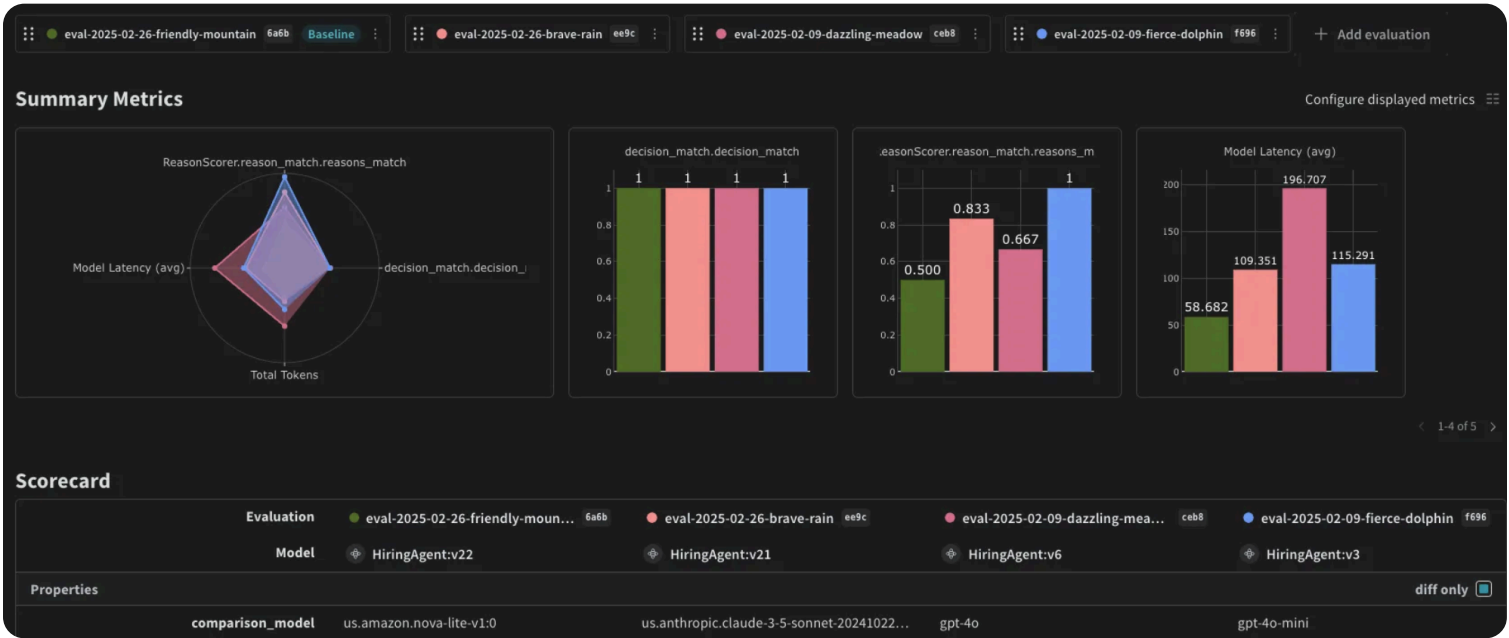 eval-2025-02-26-friendly-mountain 6a6b Baseline eval-2025-02-26-brave-rain ee9c eval-2025-02-09-dazzling-meadow ceb8 eval-2025-02-09-fierce-dolphin f696 + Add evaluation
Summary Metrics
Configure displayed metrics
ReasonScorer.reason_match.reasons_match
Model Latency (avg)
decision_match.decision_
Total Tokens
decision_match.decision_match
1 1 1 1
1
0.8
0.6
0.4
0.2
0
.easonScorer.reason_match.reasons_m
0.500 0.833 0.667 1
1
0.8
0.6
0.4
0.2
0
Model Latency (avg)
58.682 109.351 196.707 115.291
200
150
100
50
0
1-4 of 5
Scorecard
Evaluation eval-2025-02-26-friendly-moun... 6a6b eval-2025-02-26-brave-rain ee9c eval-2025-02-09-dazzling-mea... ceb8 eval-2025-02-09-fierce-dolphin f696
Model HiringAgent:v22 HiringAgent:v21 HiringAgent:v6 HiringAgent:v3
Properties diff only
comparison_model us.amazon.nova-lite-v1:0 us.anthropic.claude-3-5-sonnet-20241022... gpt-4o gpt-4o-mini